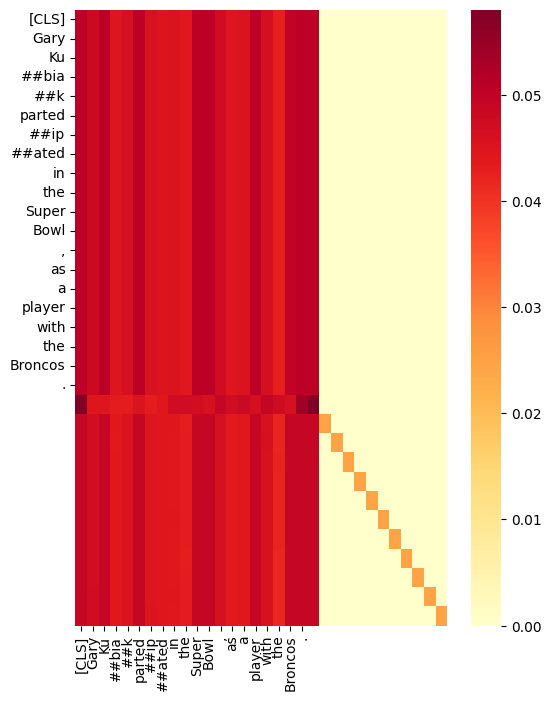 [CLS]
Gary
Ku
##bia
##k
parted
##ip
##ated
in
the
Super
Bowl
,
as
a
player
with
the
Broncos
.
0.05
0.04
0.03
0.02
0.01
0.00
[CLS]
Gary
Ku
##bia
##k
parted
##ip
##ated
in
the
Super
Bowl
,
as
a
player
with
the
Broncos
.